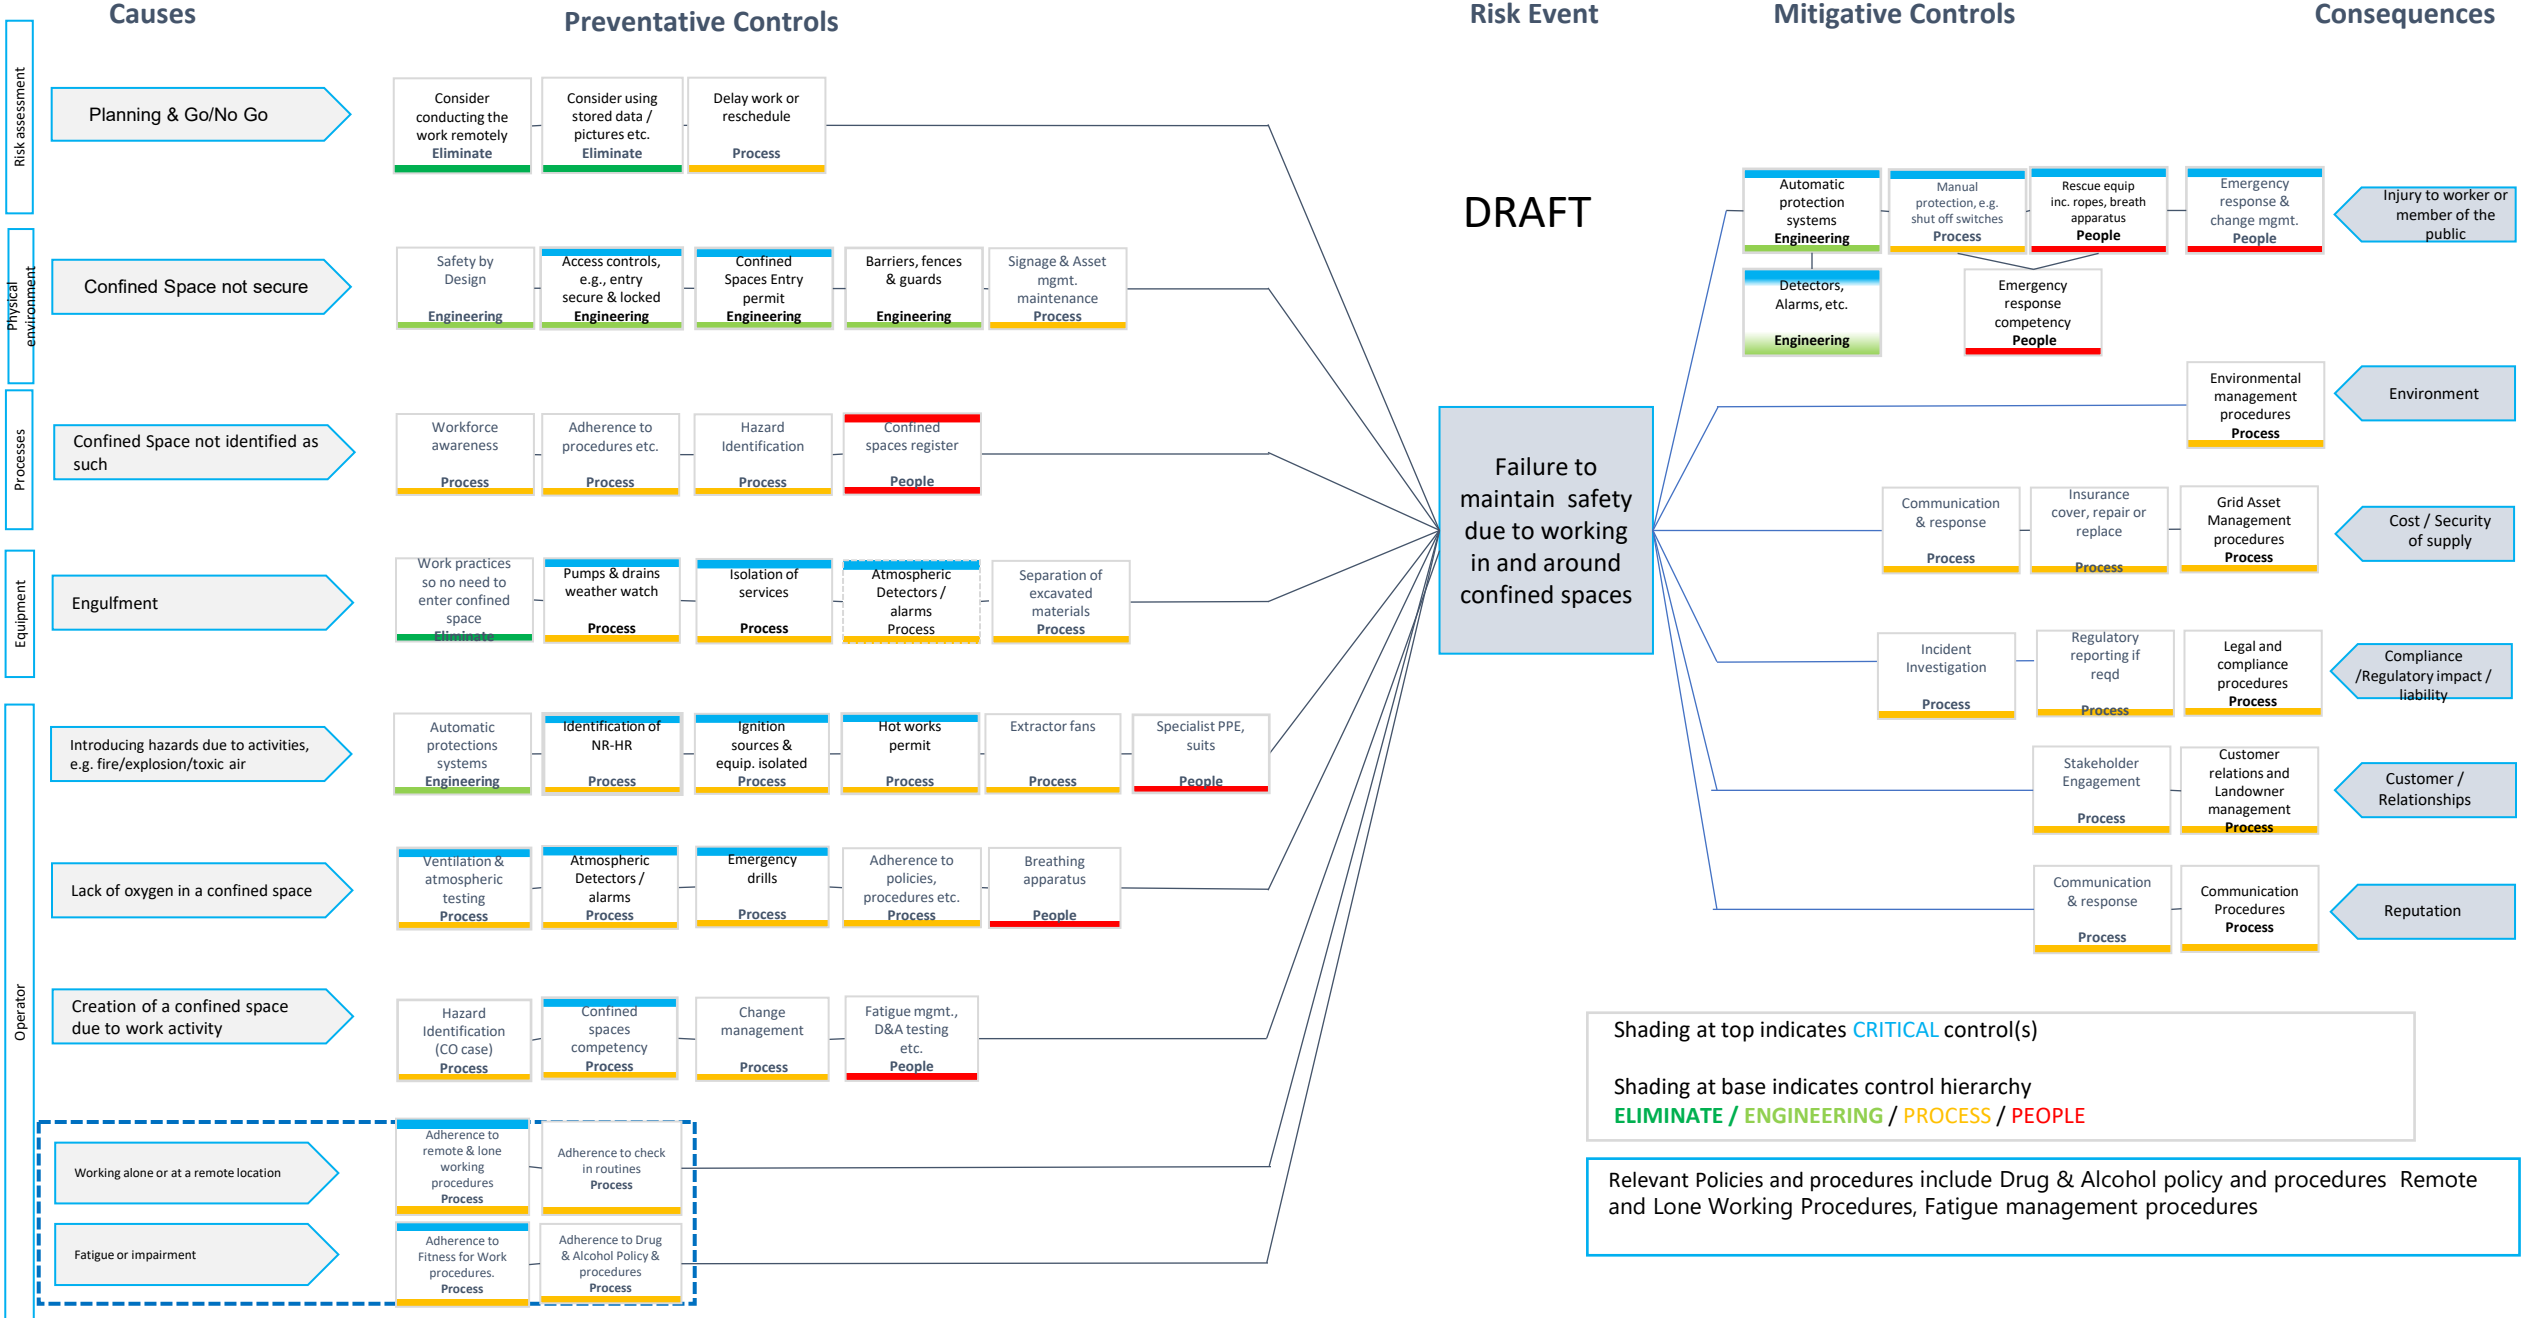 Causes
Preventative Controls
Risk Event
Mitigative Controls
Consequences
Risk assessment
Planning & Go/No Go
Consider
conducting the
work remotely
Eliminate
Consider using
stored data /
pictures etc.
Eliminate
Delay work or
reschedule
Process
Physical
environment
Confined Space not secure
Safety by
Design
Engineering
Access controls,
e.g., entry
secure & locked
Engineering
Confined
Spaces Entry
permit
Engineering
Barriers, fences
& guards
Engineering
Signage & Asset
mgmt.
maintenance
Process
Processes
Confined Space not identified as
such
Workforce
awareness
Process
Adherence to
procedures etc.
Process
Hazard
Identification
Process
Confined
spaces register
People
Equipment
Engulfment
Work practices
so no need to
enter confined
space
Eliminate
Pumps & drains
weather watch
Process
Isolation of
services
Process
Atmospheric
Detectors /
alarms
Process
Separation of
excavated
materials
Process
Operator
Introducing hazards due to activities,
e.g. fire/explosion/toxic air
Automatic
protections
systems
Engineering
Identification of
NR-HR
Process
Ignition
sources &
equip. isolated
Process
Hot works
permit
Process
Extractor fans
Process
Specialist PPE,
suits
People
Lack of oxygen in a confined space
Ventilation &
atmospheric
testing
Process
Atmospheric
Detectors /
alarms
Process
Emergency
drills
Process
Adherence to
policies,
procedures etc.
Process
Breathing
apparatus
People
Creation of a confined space
due to work activity
Hazard
Identification
(CO case)
Process
Confined
spaces
competency
Process
Change
management
Process
Fatigue mgmt.,
D&A testing
etc.
People
Working alone or at a remote location
Adherence to
remote & lone
working
procedures
Process
Adherence to check
in routines
Process
Fatigue or impairment
Adherence to
Fitness for Work
procedures.
Process
Adherence to Drug
& Alcohol Policy &
procedures
Process
DRAFT
Failure to
maintain safety
due to working
in and around
confined spaces
Automatic
protection
systems
Engineering
Manual
protection, e.g.
shut off switches
Process
Rescue equip
inc. ropes, breath
apparatus
People
Emergency
response &
change mgmt.
People
Injury to worker or
member of the
public
Detectors,
Alarms, etc.
Engineering
Emergency
response
competency
People
Environmental
management
procedures
Process
Environment
Communication
& response
Process
Insurance
cover, repair or
replace
Process
Grid Asset
Management
procedures
Process
Cost / Security
of supply
Incident
Investigation
Process
Regulatory
reporting if
reqd
Process
Legal and
compliance
procedures
Process
Compliance
/Regulatory impact /
liability
Stakeholder
Engagement
Process
Customer
relations and
Landowner
management
Process
Customer /
Relationships
Communication
& response
Process
Communication
Procedures
Process
Reputation
Shading at top indicates CRITICAL control(s)
Shading at base indicates control hierarchy
ELIMINATE / ENGINEERING / PROCESS / PEOPLE
Relevant Policies and procedures include Drug & Alcohol policy and procedures Remote
and Lone Working Procedures, Fatigue management procedures